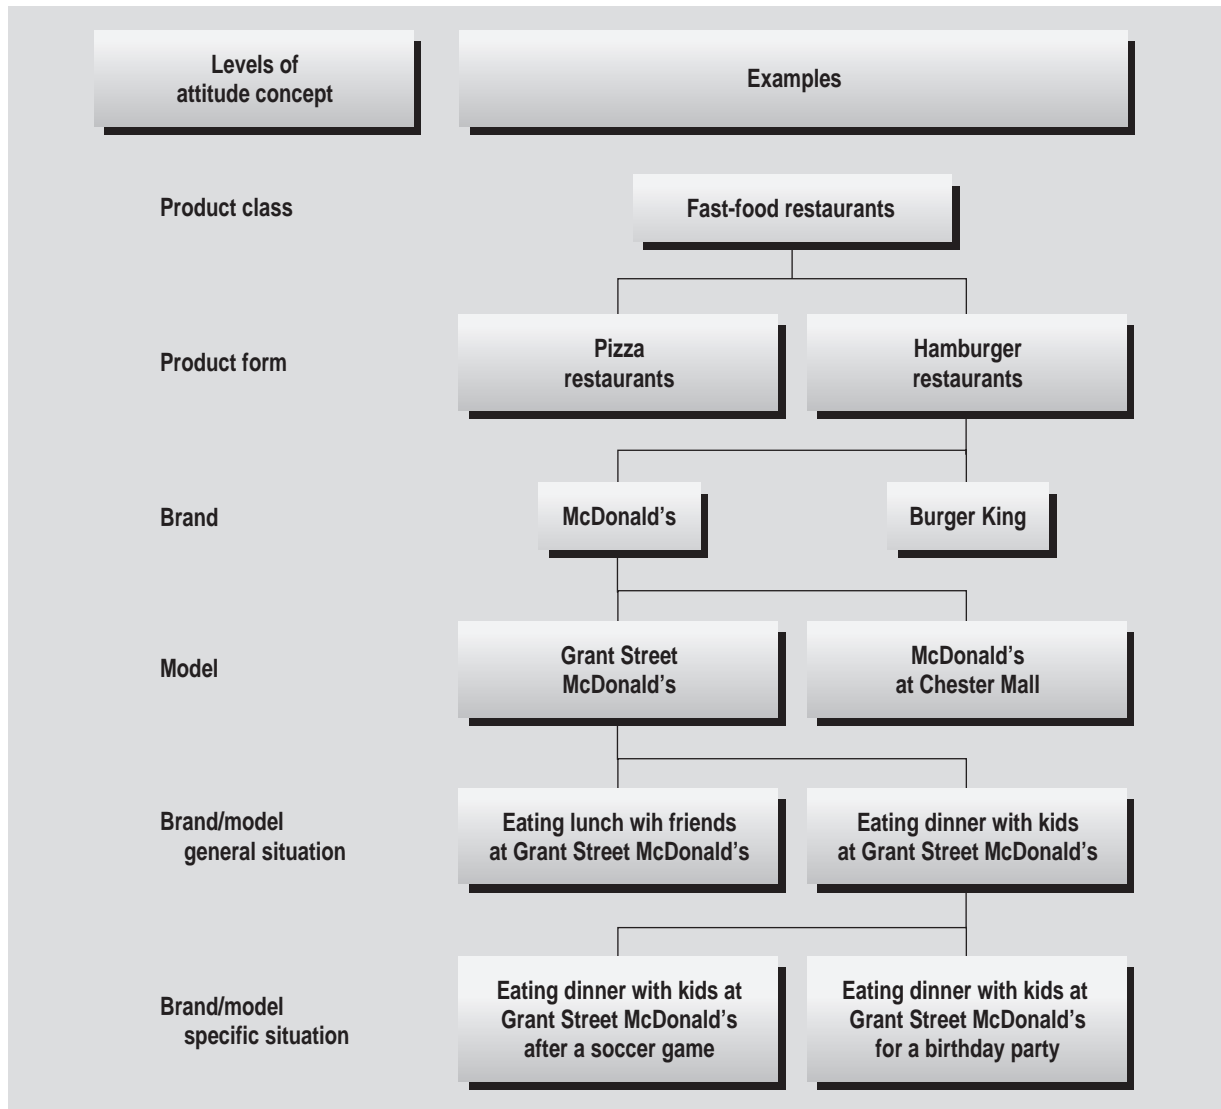 Levels of
attitude concept
Examples
Product class
Fast-food restaurants
Product form
Pizza
restaurants
Hamburger
restaurants
Brand
McDonald’s
Burger King
Model
Grant Street
McDonald’s
McDonald’s
at Chester Mall
Brand/model
general situation
Eating lunch wih friends
at Grant Street McDonald’s
Eating dinner with kids
at Grant Street McDonald’s
Brand/model
specific situation
Eating dinner with kids at
Grant Street McDonald’s
after a soccer game
Eating dinner with kids at
Grant Street McDonald’s
for a birthday party